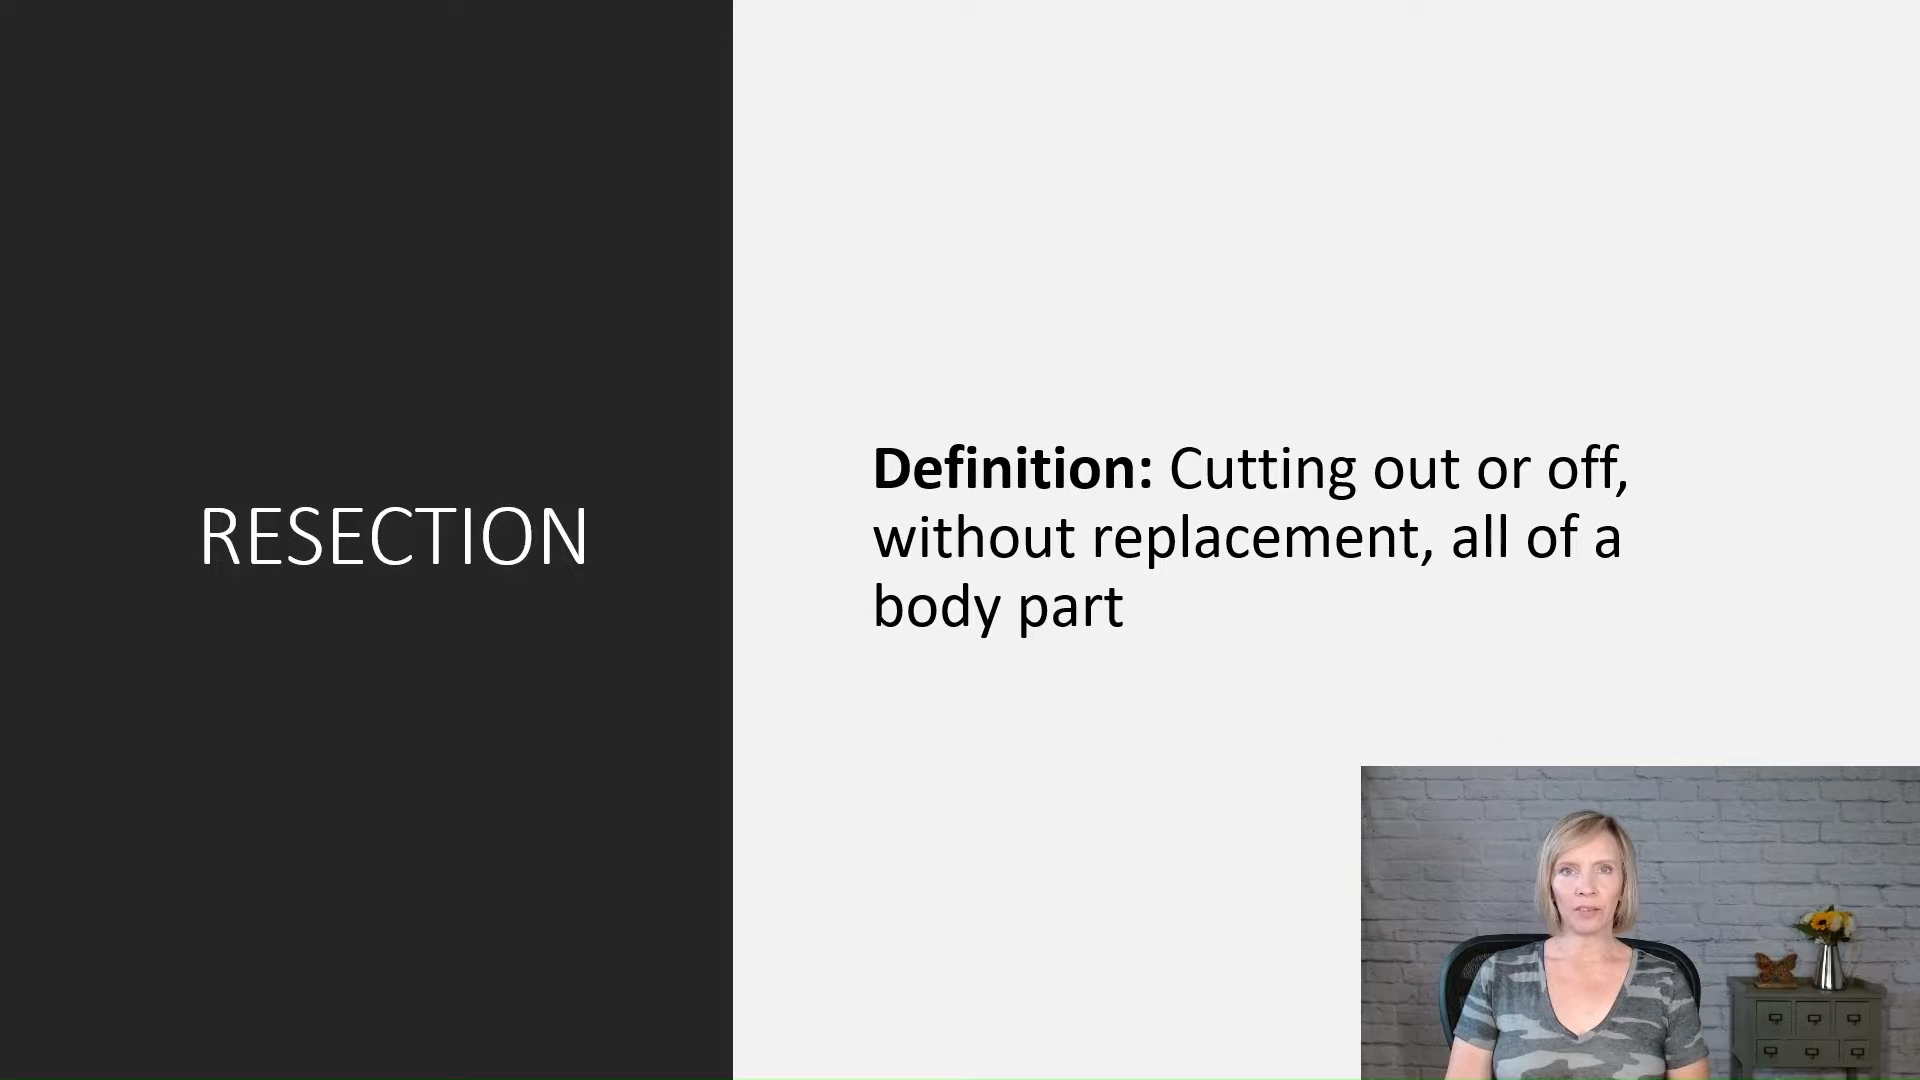 RESECTION
Definition: Cutting out or off,
without replacement, all of a
body part